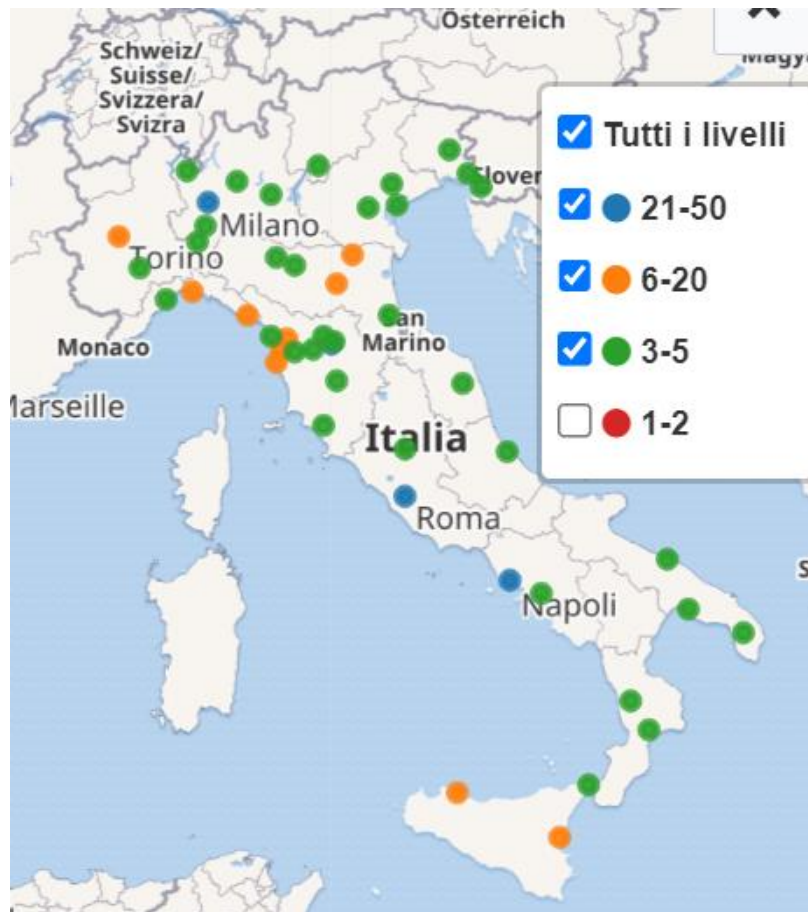 Österreich
Schweiz/
Suisse/
Svizzera/
Svizra
Tutti i livelli
21-50
6-20
3-5
1-2
Milano
Torino
Monaco
San
Marino
Italia
Roma
Napoli